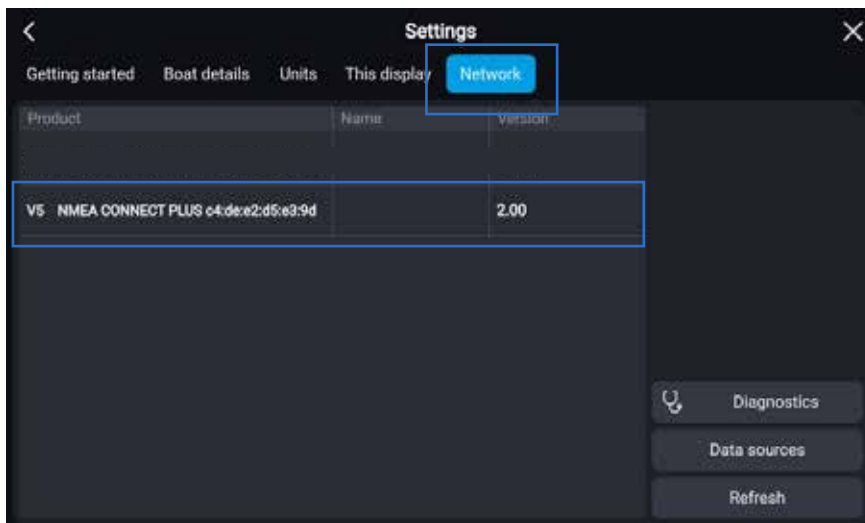 Settings
Getting started Boat details Units This display Network
Product Name Version
V5 NMEA CONNECT PLUS c4:de:e2:d5:e3:9d 2.00
Diagnostics
Data sources
Refresh